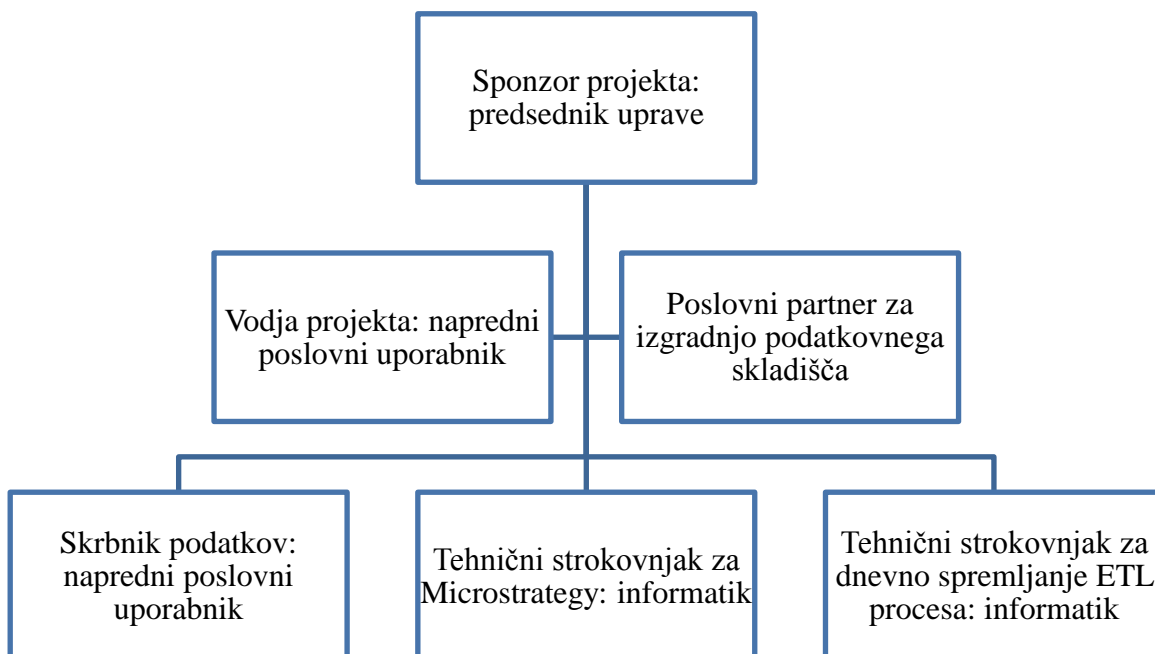 Sponzor projekta:
predsednik uprave
Vodja projekta: napredni
poslovni uporabnik
Poslovni partner za
izgradnjo podatkovnega
skladišča
Skrbnik podatkov:
napredni poslovni
uporabnik
Tehnični strokovnjak za
Microstrategy: informatik
Tehnični strokovnjak za
dnevno spremljanje ETL
procesa: informatik